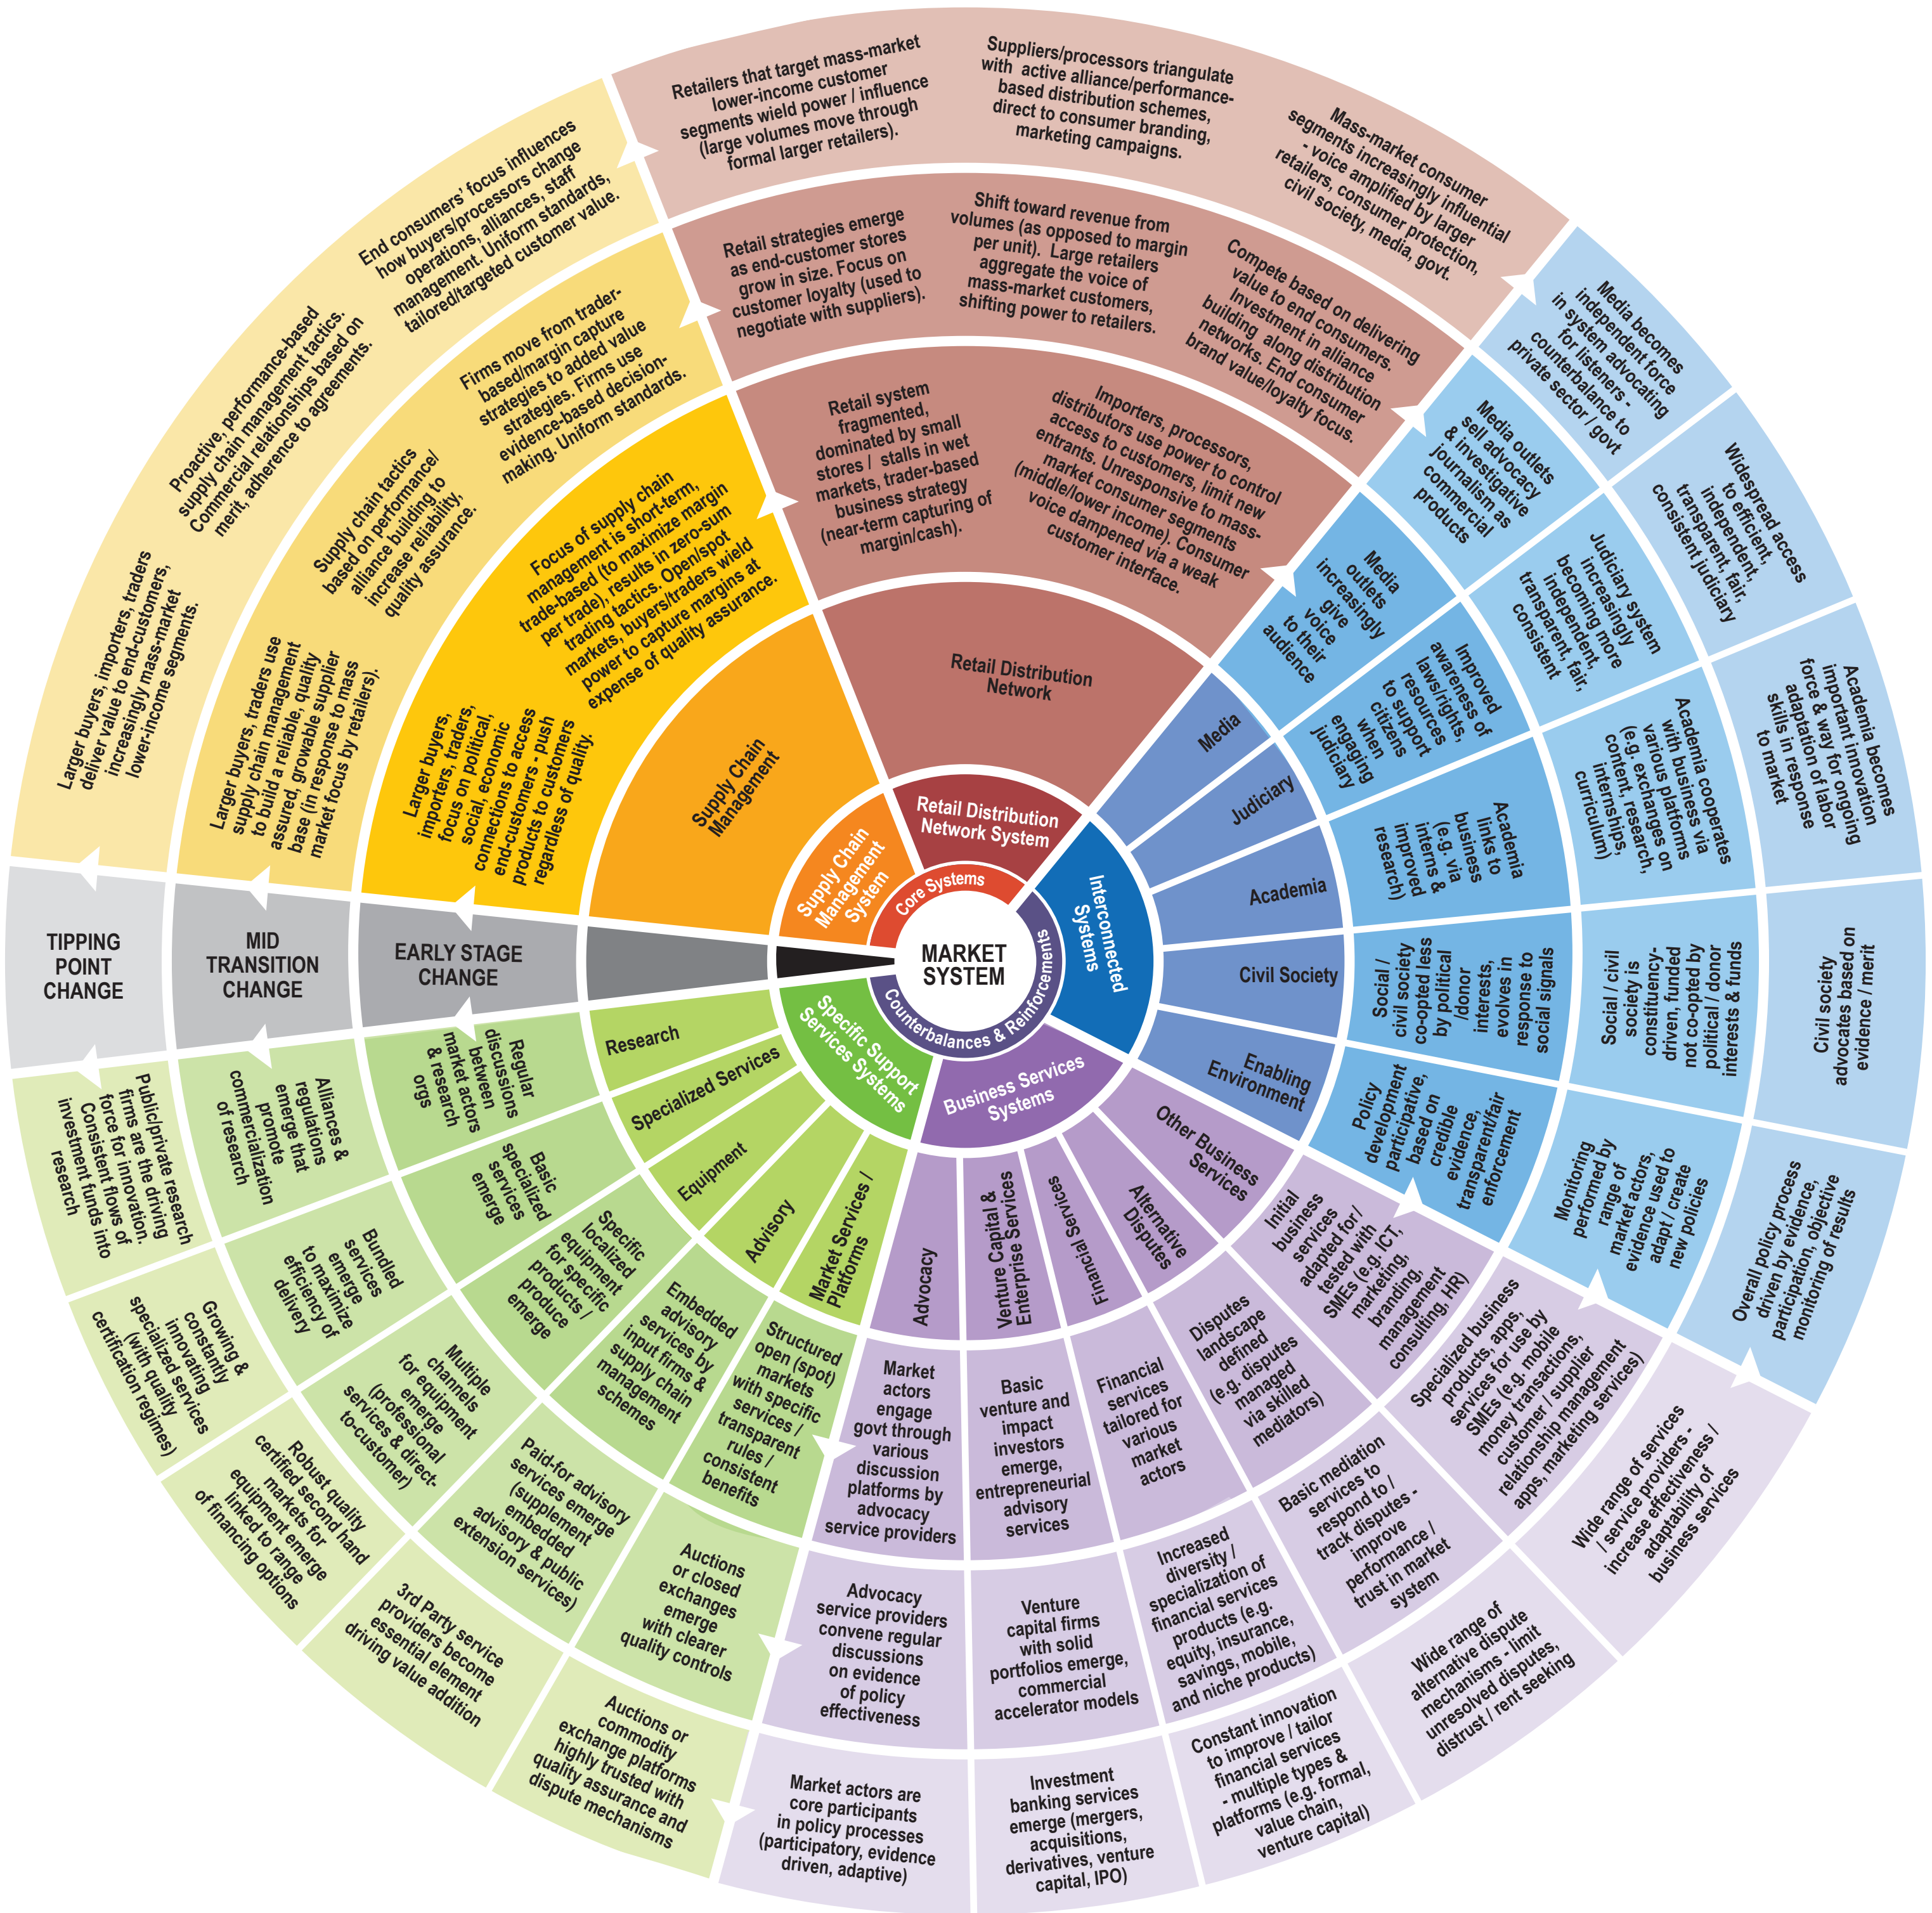 MARKET
SYSTEM
Core Systems
Counterbalances & Reinforcements
Supply Chain
Management
System
Retail Distribution
Network System
Interconnected
Systems
Business Services
Systems
Specific Support
Services Systems
TIPPING
POINT
CHANGE
MID
TRANSITION
CHANGE
EARLY STAGE
CHANGE
Supply Chain
Management
Larger buyers,
importers, traders,
focus on political,
social, economic
connections to access
end-customers - push
products to customers
regardless of quality.
Focus of supply chain
management is short-term,
trade-based (to maximize margin
per trade), results in zero-sum
trading tactics. Open/spot
markets, buyers/traders wield
power to capture margins at
expense of quality assurance.
Larger buyers, traders use
supply chain management
to build a reliable, quality
assured, growable supplier
base (in response to mass
market focus by retailers).
Supply chain tactics
based on performance/
alliance building to
increase reliability,
quality assurance.
Firms move from trader-
based/margin capture
strategies to added value
strategies. Firms use
evidence-based decision-
making. Uniform standards.
Larger buyers, importers, traders
deliver value to end-customers,
increasingly mass-market
lower-income segments.
Proactive, performance-based
supply chain management tactics.
Commercial relationships based on
merit, adherence to agreements.
End consumers' focus influences
how buyers/processors change
operations, alliances, staff
management. Uniform standards,
tailored/targeted customer value.
Retail Distribution
Network
Retail system
fragmented,
dominated by small
stores / stalls in wet
markets, trader-based
business strategy
(near-term capturing of
margin/cash).
Importers, processors,
distributors use power to control
access to customers, limit new
entrants. Unresponsive to mass-
market consumer segments
(middle/lower income). Consumer
voice dampened via a weak
customer interface.
Retail strategies emerge
as end-customer stores
grow in size. Focus on
customer loyalty (used to
negotiate with suppliers).
Shift toward revenue from
volumes (as opposed to margin
per unit). Large retailers
aggregate the voice of
mass-market customers,
shifting power to retailers.
Compete based on delivering
value to end consumers.
Investment in alliance
building along distribution
networks. End consumer
brand value/loyalty focus.
Retailers that target mass-market
lower-income customer
segments wield power / influence
(large volumes move through
formal larger retailers).
Suppliers/processors triangulate
with active alliance/performance-
based distribution schemes,
direct to consumer branding,
marketing campaigns.
Mass-market consumer
segments increasingly influential
- voice amplified by larger
retailers, consumer protection,
civil society, media, govt.
Media
Media
outlets
increasingly
give
voice
to their
audience
Media outlets
sell advocacy
& investigative
journalism as
commercial
products
Media becomes
independent force
in system advocating
for listeners -
counterbalance to
private sector / govt
Judiciary
Improved
awareness of
laws/rights,
resources
to support
citizens
when
engaging
judiciary
Judiciary system
increasingly
becoming more
independent,
transparent, fair,
consistent
Widespread access
to efficient,
independent,
transparent, fair,
consistent judiciary
Academia
Academia
links to
business
(e.g. via
interns &
improved
research)
Academia cooperates
with business via
various platforms
(e.g. exchanges on
content, research,
internships,
curriculum)
Academia becomes
important innovation
force & way for ongoing
adaptation of labor
skills in response
to market
Civil Society
Social /
civil society
co-opted less
by political
/donor
interests,
evolves in
response to
social signals
Social / civil
society is
constituency-
driven, funded
not co-opted by
political / donor
interests & funds
Civil society
advocates based on
evidence / merit
Enabling
Environment
Policy
development
participative,
based on
credible
evidence,
transparent/fair
enforcement
Monitoring
performed by
range of
market actors,
evidence used to
adapt / create
new policies
Overall policy process
driven by evidence,
participation, objective
monitoring of results
Other Business
Services
Initial
business
services
adapted for /
tested with
SMEs (e.g. ICT,
marketing,
branding,
management
consulting, HR)
Specialized business
products, apps,
services for use by
SMEs (e.g. mobile
money transactions,
customer / supplier
relationship management
apps, marketing services)
Wide range of services
/ service providers -
increase effectiveness /
adaptability of
business services
Alternative
Disputes
Disputes
landscape
defined
(e.g. disputes
managed
via skilled
mediators)
Basic mediation
services to
respond to /
track disputes -
improve
performance /
trust in market
system
Wide range of
alternative dispute
mechanisms - limit
unresolved disputes,
distrust / rent seeking
Financial Services
Financial
services
tailored for
various
market
actors
Increased
diversity /
specialization of
financial services
products (e.g.
equity, insurance,
savings, mobile,
and niche products)
Constant innovation
to improve / tailor
financial services
- multiple types &
platforms (e.g. formal,
value chain,
venture capital)
Venture Capital &
Enterprise Services
Basic
venture and
impact
investors
emerge,
entrepreneurial
advisory
services
Venture
capital firms
with solid
portfolios emerge,
commercial
accelerator models
Investment
banking services
emerge (mergers,
acquisitions,
derivatives, venture
capital, IPO)
Advocacy
Market
actors
engage
govt through
various
discussion
platforms by
advocacy
service providers
Advocacy
service providers
convene regular
discussions
on evidence
of policy
effectiveness
Market actors are
core participants
in policy processes
(participatory, evidence
driven, adaptive)
Market Services /
Platforms
Structured
open (spot)
markets
with specific
services /
transparent
rules /
consistent
benefits
Auctions
or closed
exchanges
emerge
with clearer
quality controls
Auctions or
commodity
exchange platforms
highly trusted with
quality assurance and
dispute mechanisms
Advisory
Embedded
advisory
services by
input firms &
supply chain
management
schemes
Paid-for advisory
services emerge
(supplement
embedded
advisory & public
extension services)
3rd Party service
providers become
essential element
driving value addition
Equipment
Specific
localized
equipment
for specific
products /
produce
emerge
Multiple
channels
for equipment
emerge
(professional
services & direct-
to-customer)
Robust quality
certified second hand
markets for
equipment emerge
linked to range
of financing options
Specialized Services
Basic
specialized
services
emerge
Bundled
services
emerge
to maximize
efficiency of
delivery
Growing &
constantly
innovating
specialized services
(with quality
certification regimes)
Research
Regular
discussions
between
market actors
& research
orgs
Alliances &
regulations
emerge that
promote
commercialization
of research
Public/private research
firms are the driving
force for innovation.
Consistent flows of
investment funds into
research